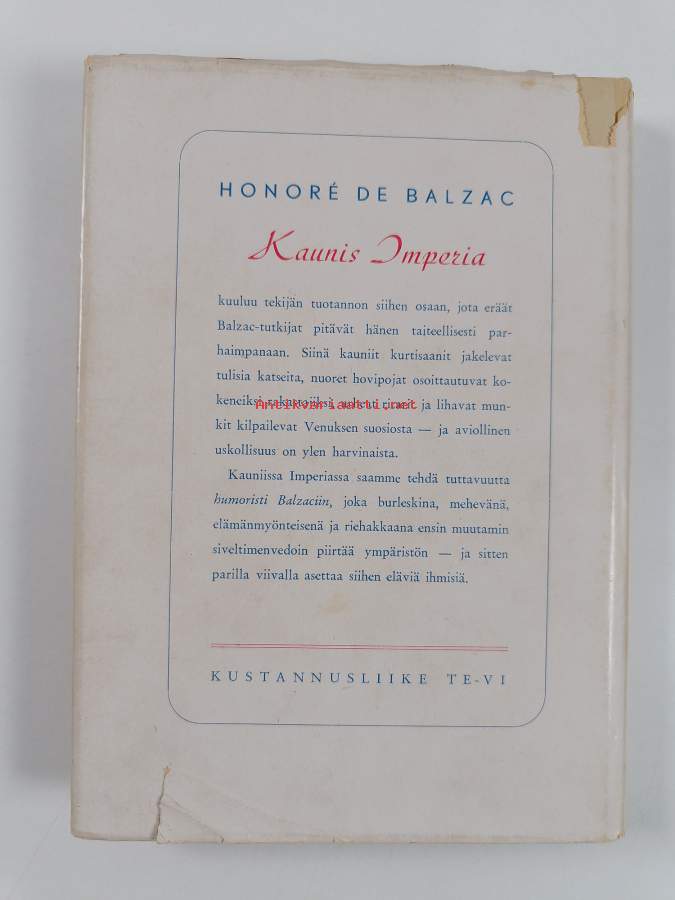 HONORÉ DE BALZAC
Kaunis Imperia
kuuluu tekijän tuotannon siihen osaan, jota eräät
Balzac-tutkijat pitävät hänen taiteellisesti par-
haimpanaan. Siinä kauniit kurtisaanit jakelevat
tulisia katseita, nuoret hovipojat osoittautuvat ko-
keneiksi rakastajiksi, ja lihavat mun-
Antikvariaatti.net
kit kilpailevat Venuksen suosiosta — ja aviollinen
uskollisuus on ylen harvinaista.
Kauniissa Imperiassa saamme tehdä tuttavuutta
humoristi Balzaciin, joka burleskina, mehevänä,
elämänmyönteisenä ja riehakkaana ensin muutamin
siveltimenvedoin piirtää ympäristön — ja sitten
parilla viivalla asettaa siihen eläviä ihmisiä.
KUSTANNUSLIIKE TE-VI